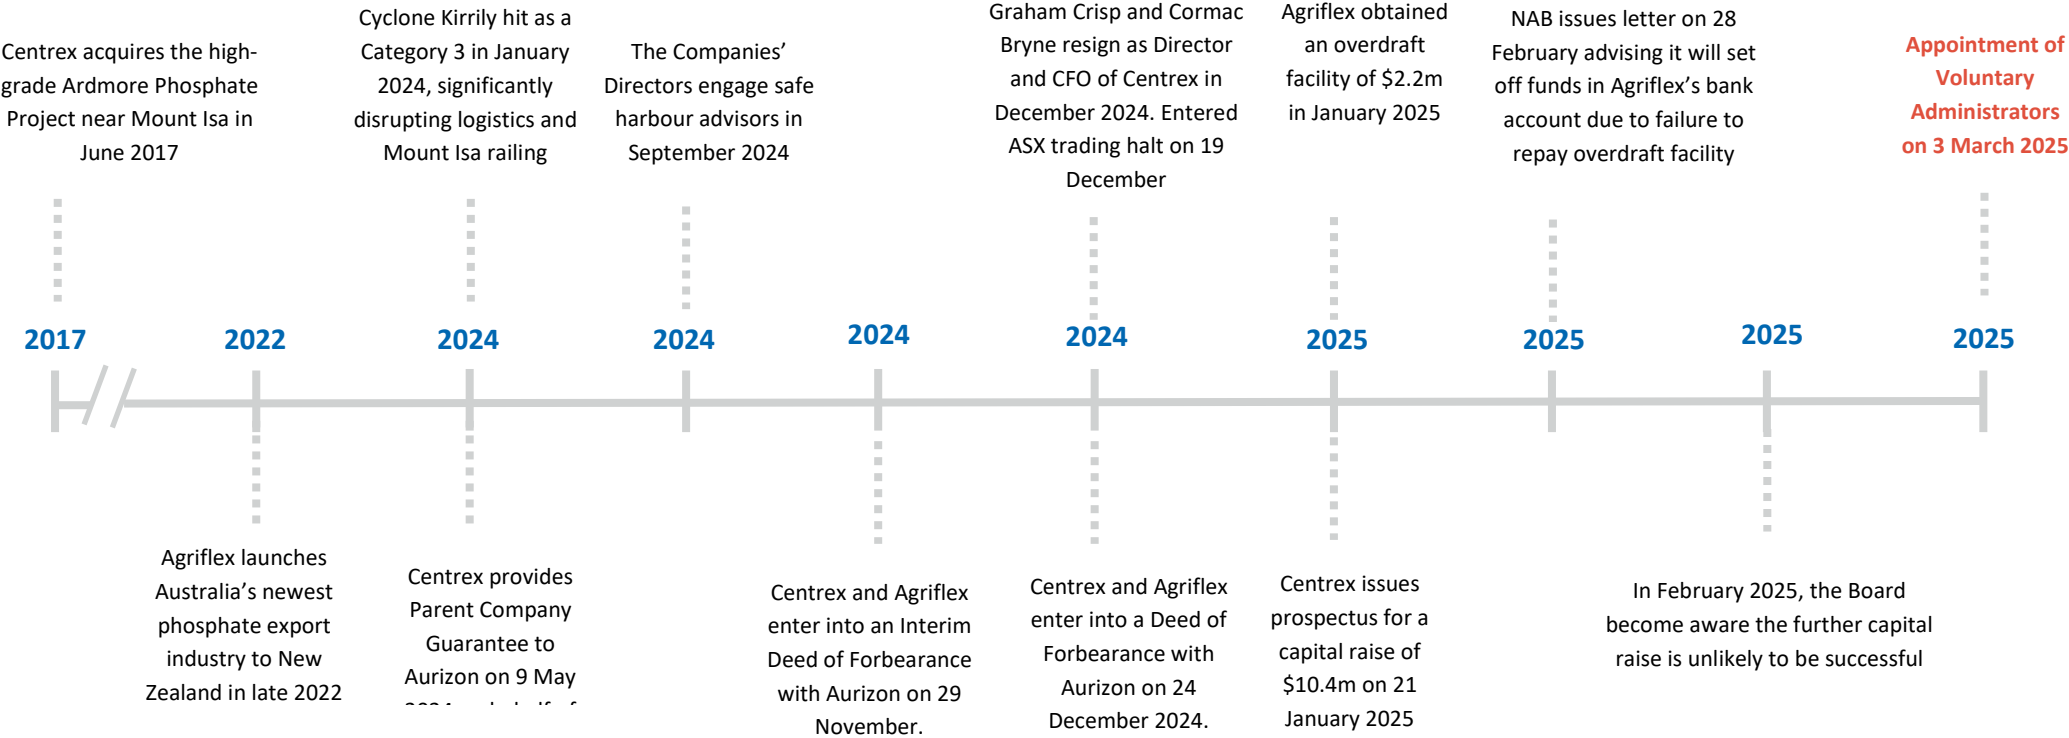 Centrex acquires the high-
grade Ardmore Phosphate
Project near Mount Isa in
June 2017
Cyclone Kirrily hit as a
Category 3 in January
2024, significantly
disrupting logistics and
Mount Isa railing
The Companies’
Directors engage safe
harbour advisors in
September 2024
Graham Crisp and Cormac
Bryne resign as Director
and CFO of Centrex in
December 2024. Entered
ASX trading halt on 19
December
Agriflex obtained
an overdraft
facility of $2.2m
in January 2025
NAB issues letter on 28
February advising it will set
off funds in Agriflex’s bank
account due to failure to
repay overdraft facility
Appointment of
Voluntary
Administrators
on 3 March 2025
2017
2022
2024
2024
2024
2024
2025
2025
2025
2025
Agriflex launches
Australia’s newest
phosphate export
industry to New
Zealand in late 2022
Centrex provides
Parent Company
Guarantee to
Aurizon on 9 May
Centrex and Agriflex
enter into an Interim
Deed of Forbearance
with Aurizon on 29
November.
Centrex and Agriflex
enter into a Deed of
Forbearance with
Aurizon on 24
December 2024.
Centrex issues
prospectus for a
capital raise of
$10.4m on 21
January 2025
In February 2025, the Board
become aware the further capital
raise is unlikely to be successful